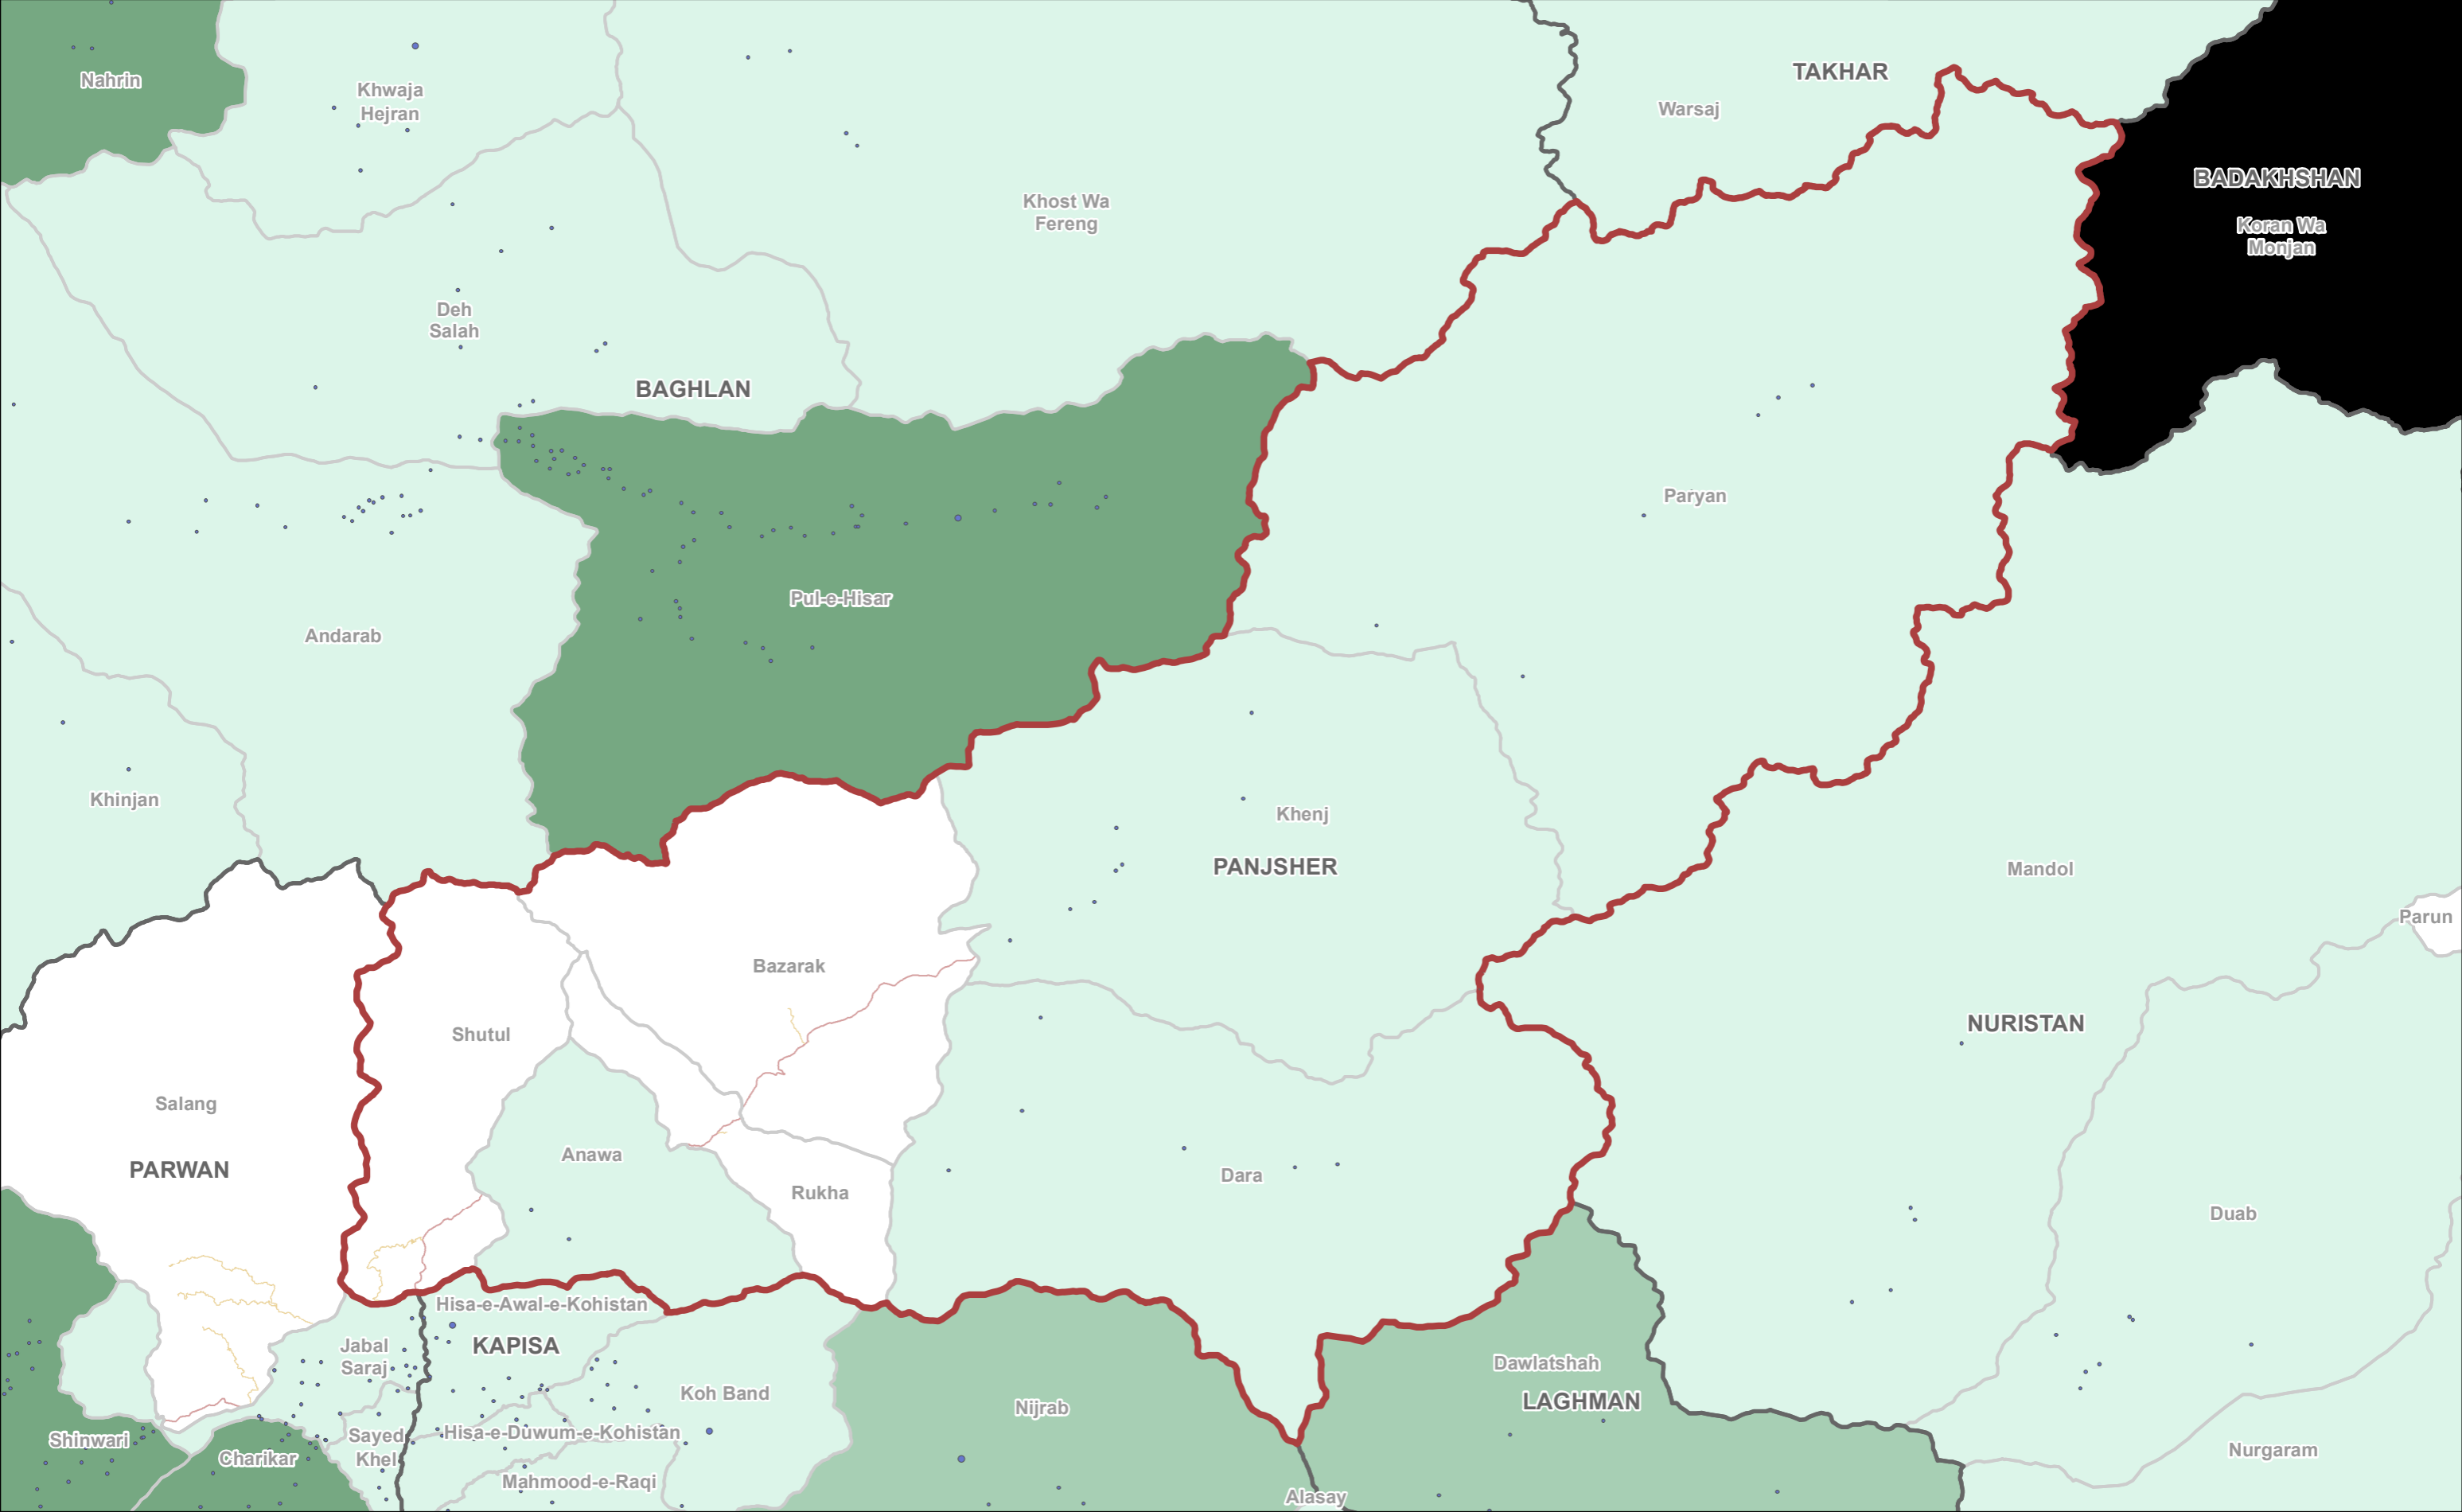 TAKHAR
Nahrin
Khwaja
Hejran
Warsaj
BADAKHSHAN
Khost Wa
Fereng
Koran Wa
Monjan
Deh
Salah
BAGHLAN
Paryan
Pul-e-Hisar
Andarab
Khinjan
Khenj
PANJSHER
Mandol
Parun
Bazarak
Shutul
NURISTAN
Salang
Anawa
PARWAN
Dara
Rukha
Duab
Hisa-e-Awal-e-Kohistan
KAPISA
Jabal
Saraj
Dawlatshah
Koh Band
LAGHMAN
Nijrab
Hisa-e-Duwum-e-Kohistan
Shinwari
Sayed
Khel
Charikar
Nurgaram
Mahmood-e-Raqi
Alasay